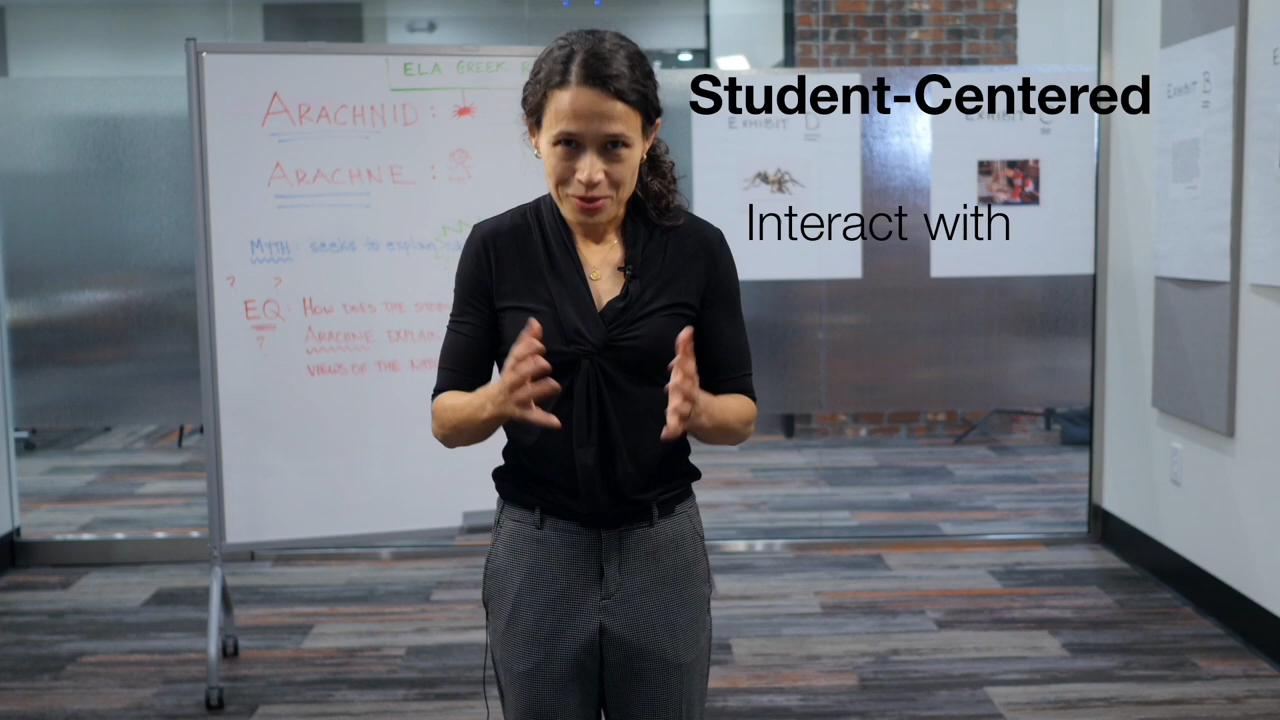 ELA GREEK
ARACHNID :
ARACHNE :
MYTH : seeks to explain
? ?
EQ : HOW DOES THE
?
ARACHNE EXPLAIN
VIEWS OF THE
Student-Centered
EXHIBIT D
EXHIBIT C
EXHIBIT B
Interact with